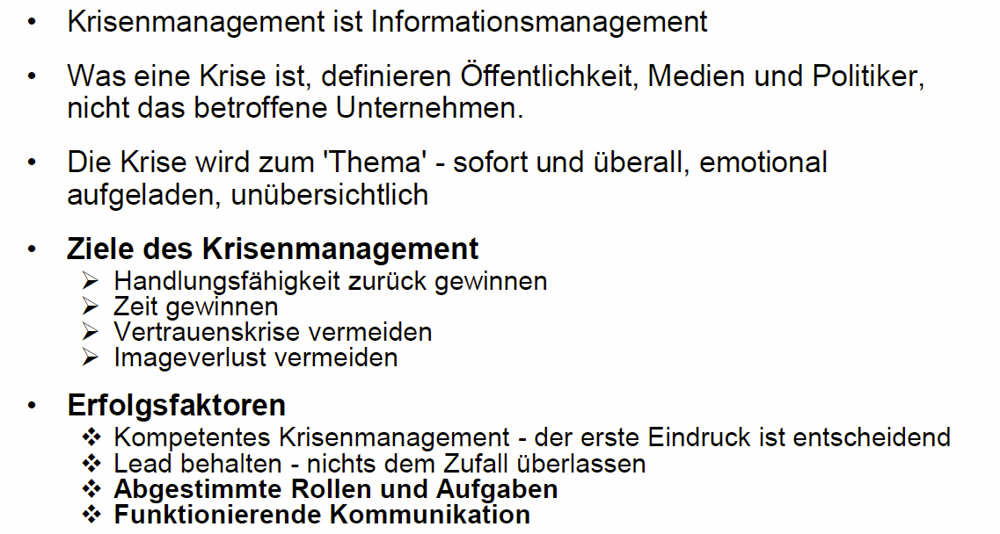 • Krisenmanagement ist Informationsmanagement
• Was eine Krise ist, definieren Öffentlichkeit, Medien und Politiker,
nicht das betroffene Unternehmen.
• Die Krise wird zum 'Thema' - sofort und überall, emotional
aufgeladen, unübersichtlich
• Ziele des Krisenmanagement
➢ Handlungsfähigkeit zurück gewinnen
➢ Zeit gewinnen
➢ Vertrauenskrise vermeiden
➢ Imageverlust vermeiden
• Erfolgsfaktoren
❖ Kompetentes Krisenmanagement - der erste Eindruck ist entscheidend
❖ Lead behalten - nichts dem Zufall überlassen
❖ Abgestimmte Rollen und Aufgaben
❖ Funktionierende Kommunikation